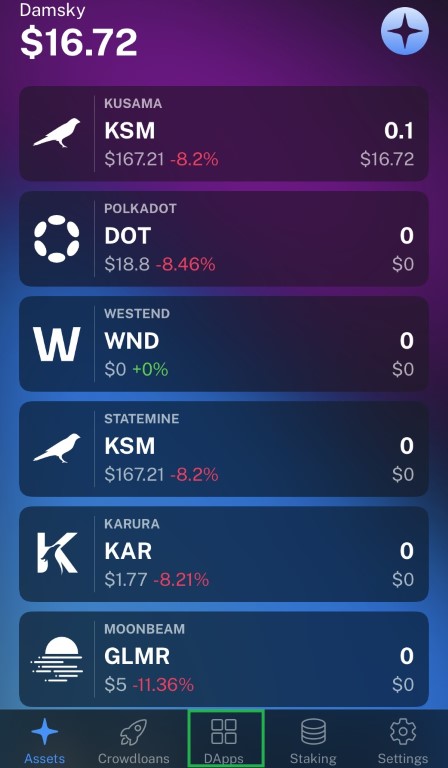 Damsky
$16.72
KUSAMA
KSM 0.1
$167.21 -8.2% $16.72
POLKADOT
DOT 0
$18.8 -8.46% $0
WESTEND
W WND 0
$0 +0% $0
STATEMINE
KSM 0
$167.21 -8.2% $0
KARURA
KAR 0
$1.77 -8.21% $0
MOONBEAM
GLMR 0
$5 -11.36% $0
Assets Crowdloans DApps Staking Settings